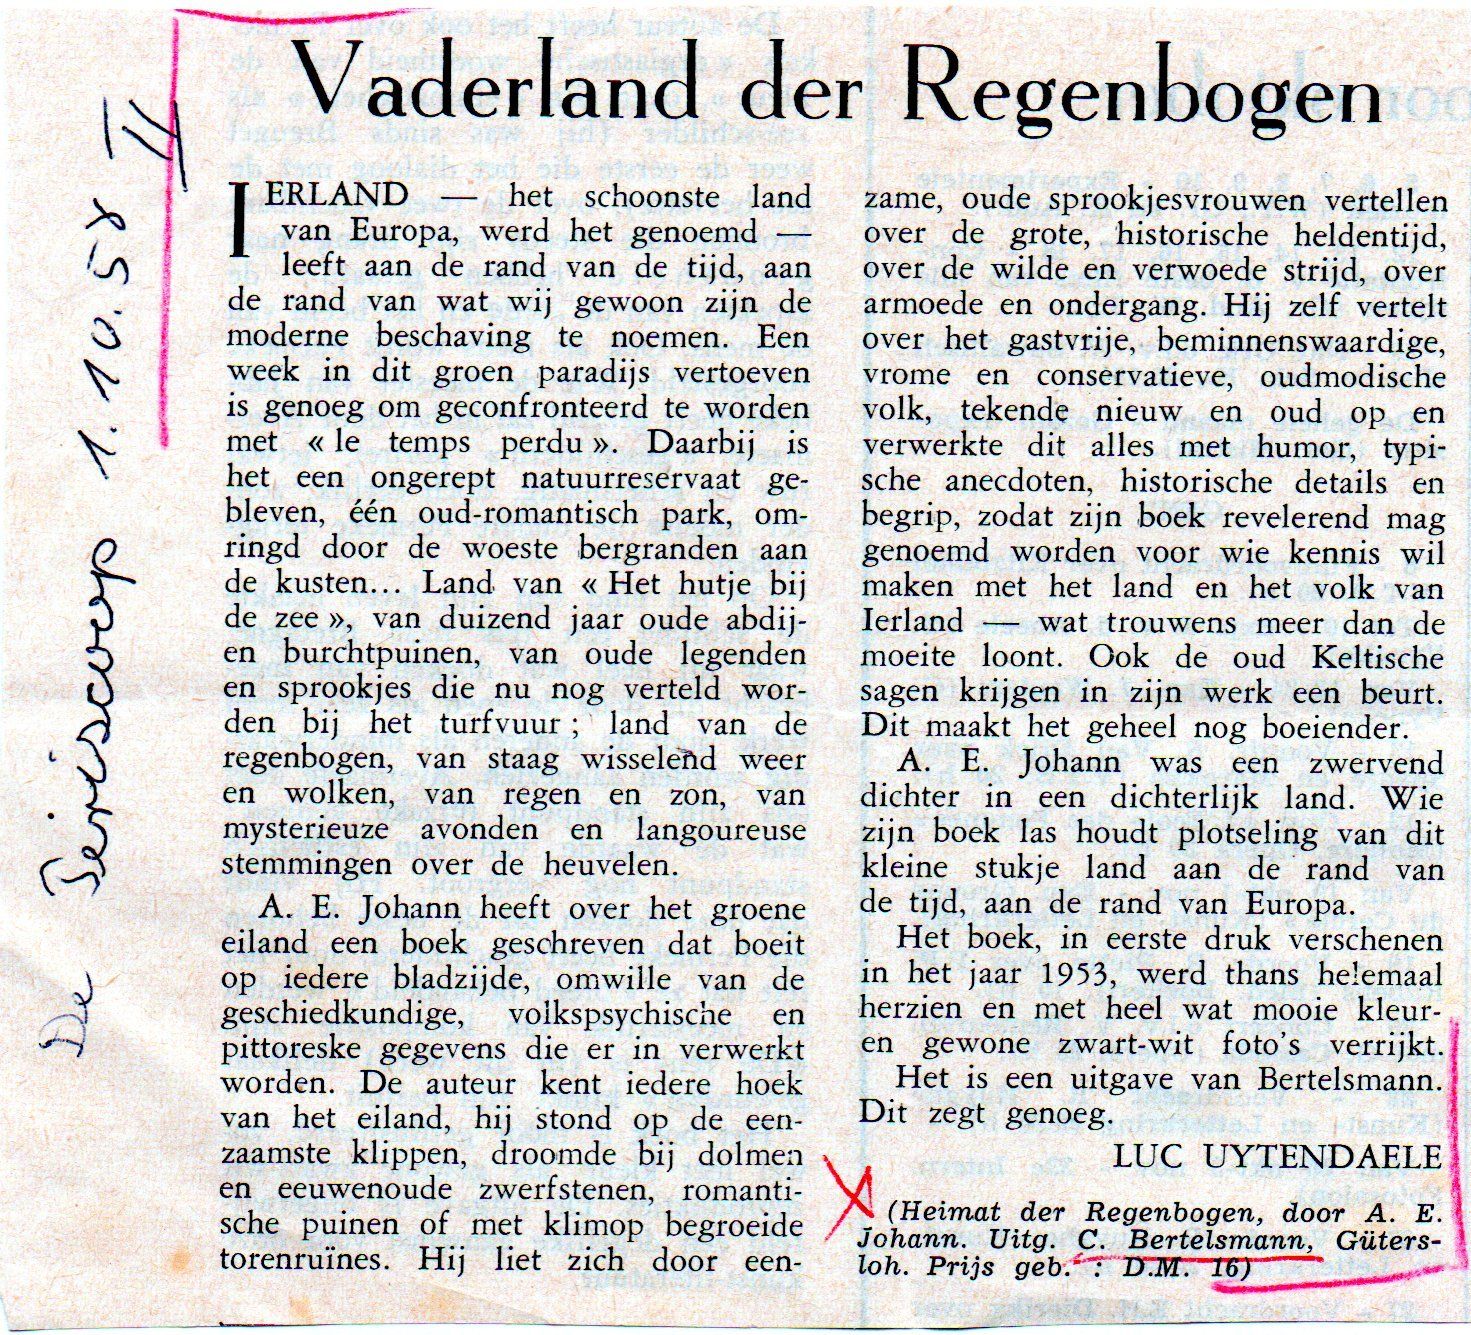 Vaderland der Regenbogen
IERLAND — het schoonste land
van Europa, werd het genoemd —
leeft aan de rand van de tijd, aan
de rand van wat wij gewoon zijn de
moderne beschaving te noemen. Een
week in dit groen paradijs vertoeven
is genoeg om geconfronteerd te worden
met « le temps perdu ». Daarbij is
het een ongerept natuurreservaat ge-
bleven, één oud-romantisch park, om-
ringd door de woeste bergranden aan
de kusten... Land van « Het hutje bij
de zee », van duizend jaar oude abdij-
en burchtpuinen, van oude legenden
en sprookjes die nu nog verteld wor-
den bij het turfvuur ; land van de
regenbogen, van staag wisselend weer
en wolken, van regen en zon, van
mysterieuze avonden en langoureuse
stemmingen over de heuvelen.
A. E. Johann heeft over het groene
eiland een boek geschreven dat boeit
op iedere bladzijde, omwille van de
geschiedkundige, volkspsychische en
pittoreske gegevens die er in verwerkt
worden. De auteur kent iedere hoek
van het eiland, hij stond op de een-
zaamste klippen, droomde bij dolmen
en eeuwenoude zwerfstenen, romanti-
sche puinen of met klimop begroeide
torenruïnes. Hij liet zich door een-
zame, oude sprookjesvrouwen vertellen
over de grote, historische heldentijd,
over de wilde en verwoede strijd, over
armoede en ondergang. Hij zelf vertelt
over het gastvrije, beminnenswaardige,
vrome en conservatieve, oudmodische
volk, tekende nieuw en oud op en
verwerkte dit alles met humor, typi-
sche anecdoten, historische details en
begrip, zodat zijn boek revelerend mag
genoemd worden voor wie kennis wil
maken met het land en het volk van
Ierland — wat trouwens meer dan de
moeite loont. Ook de oud Keltische
sagen krijgen in zijn werk een beurt.
Dit maakt het geheel nog boeiender.
A. E. Johann was een zwervend
dichter in een dichterlijk land. Wie
zijn boek las houdt plotseling van dit
kleine stukje land aan de rand van
de tijd, aan de rand van Europa.
Het boek, in eerste druk verschenen
in het jaar 1953, werd thans helemaal
herzien en met heel wat mooie kleur-
en gewone zwart-wit foto's verrijkt.
Het is een uitgave van Bertelsmann.
Dit zegt genoeg.
LUC UYTENDAELE
(Heimat der Regenbogen, door A. E.
Johann. Uitg. C. Bertelsmann, Güters-
loh. Prijs geb. : D.M. 16)
De Periscoop 1.10.58 II